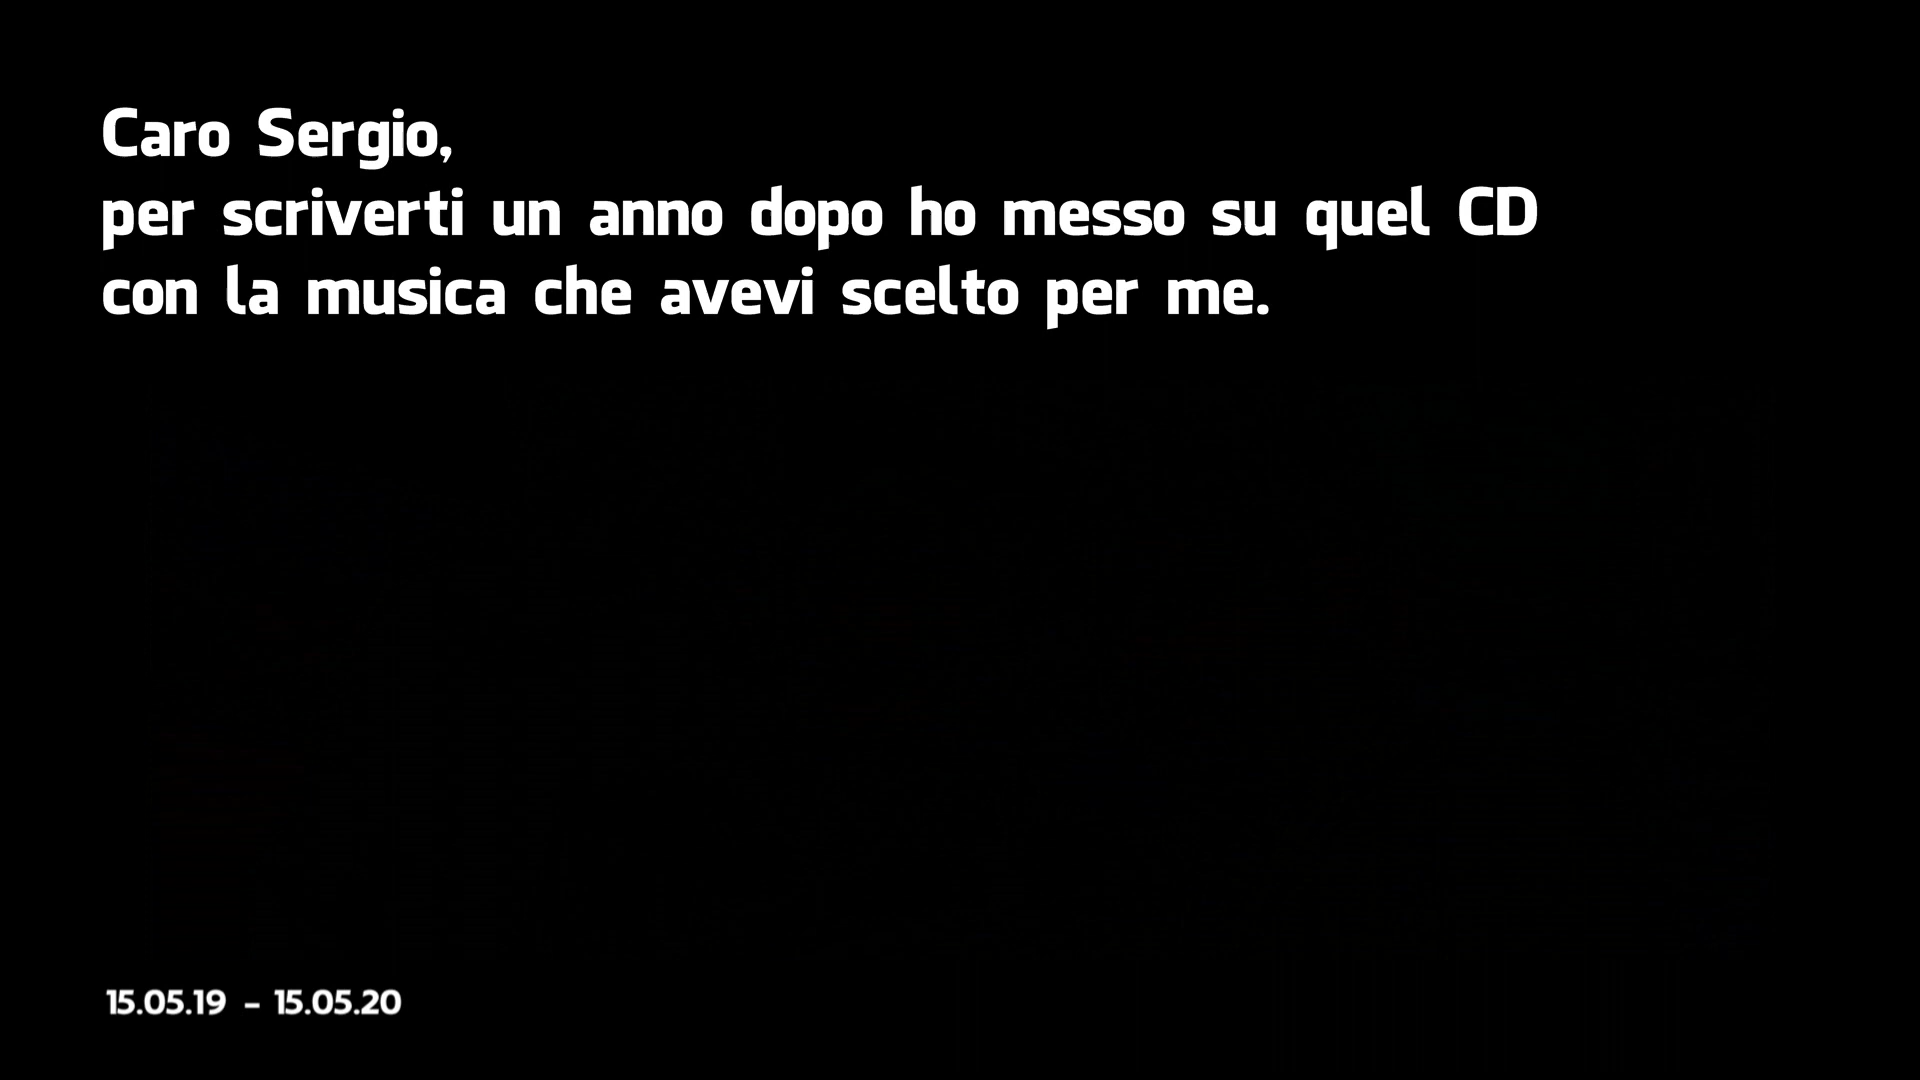 Caro Sergio,
per scriverti un anno dopo ho messo su quel CD
con la musica che avevi scelto per me.
15.05.19 - 15.05.20